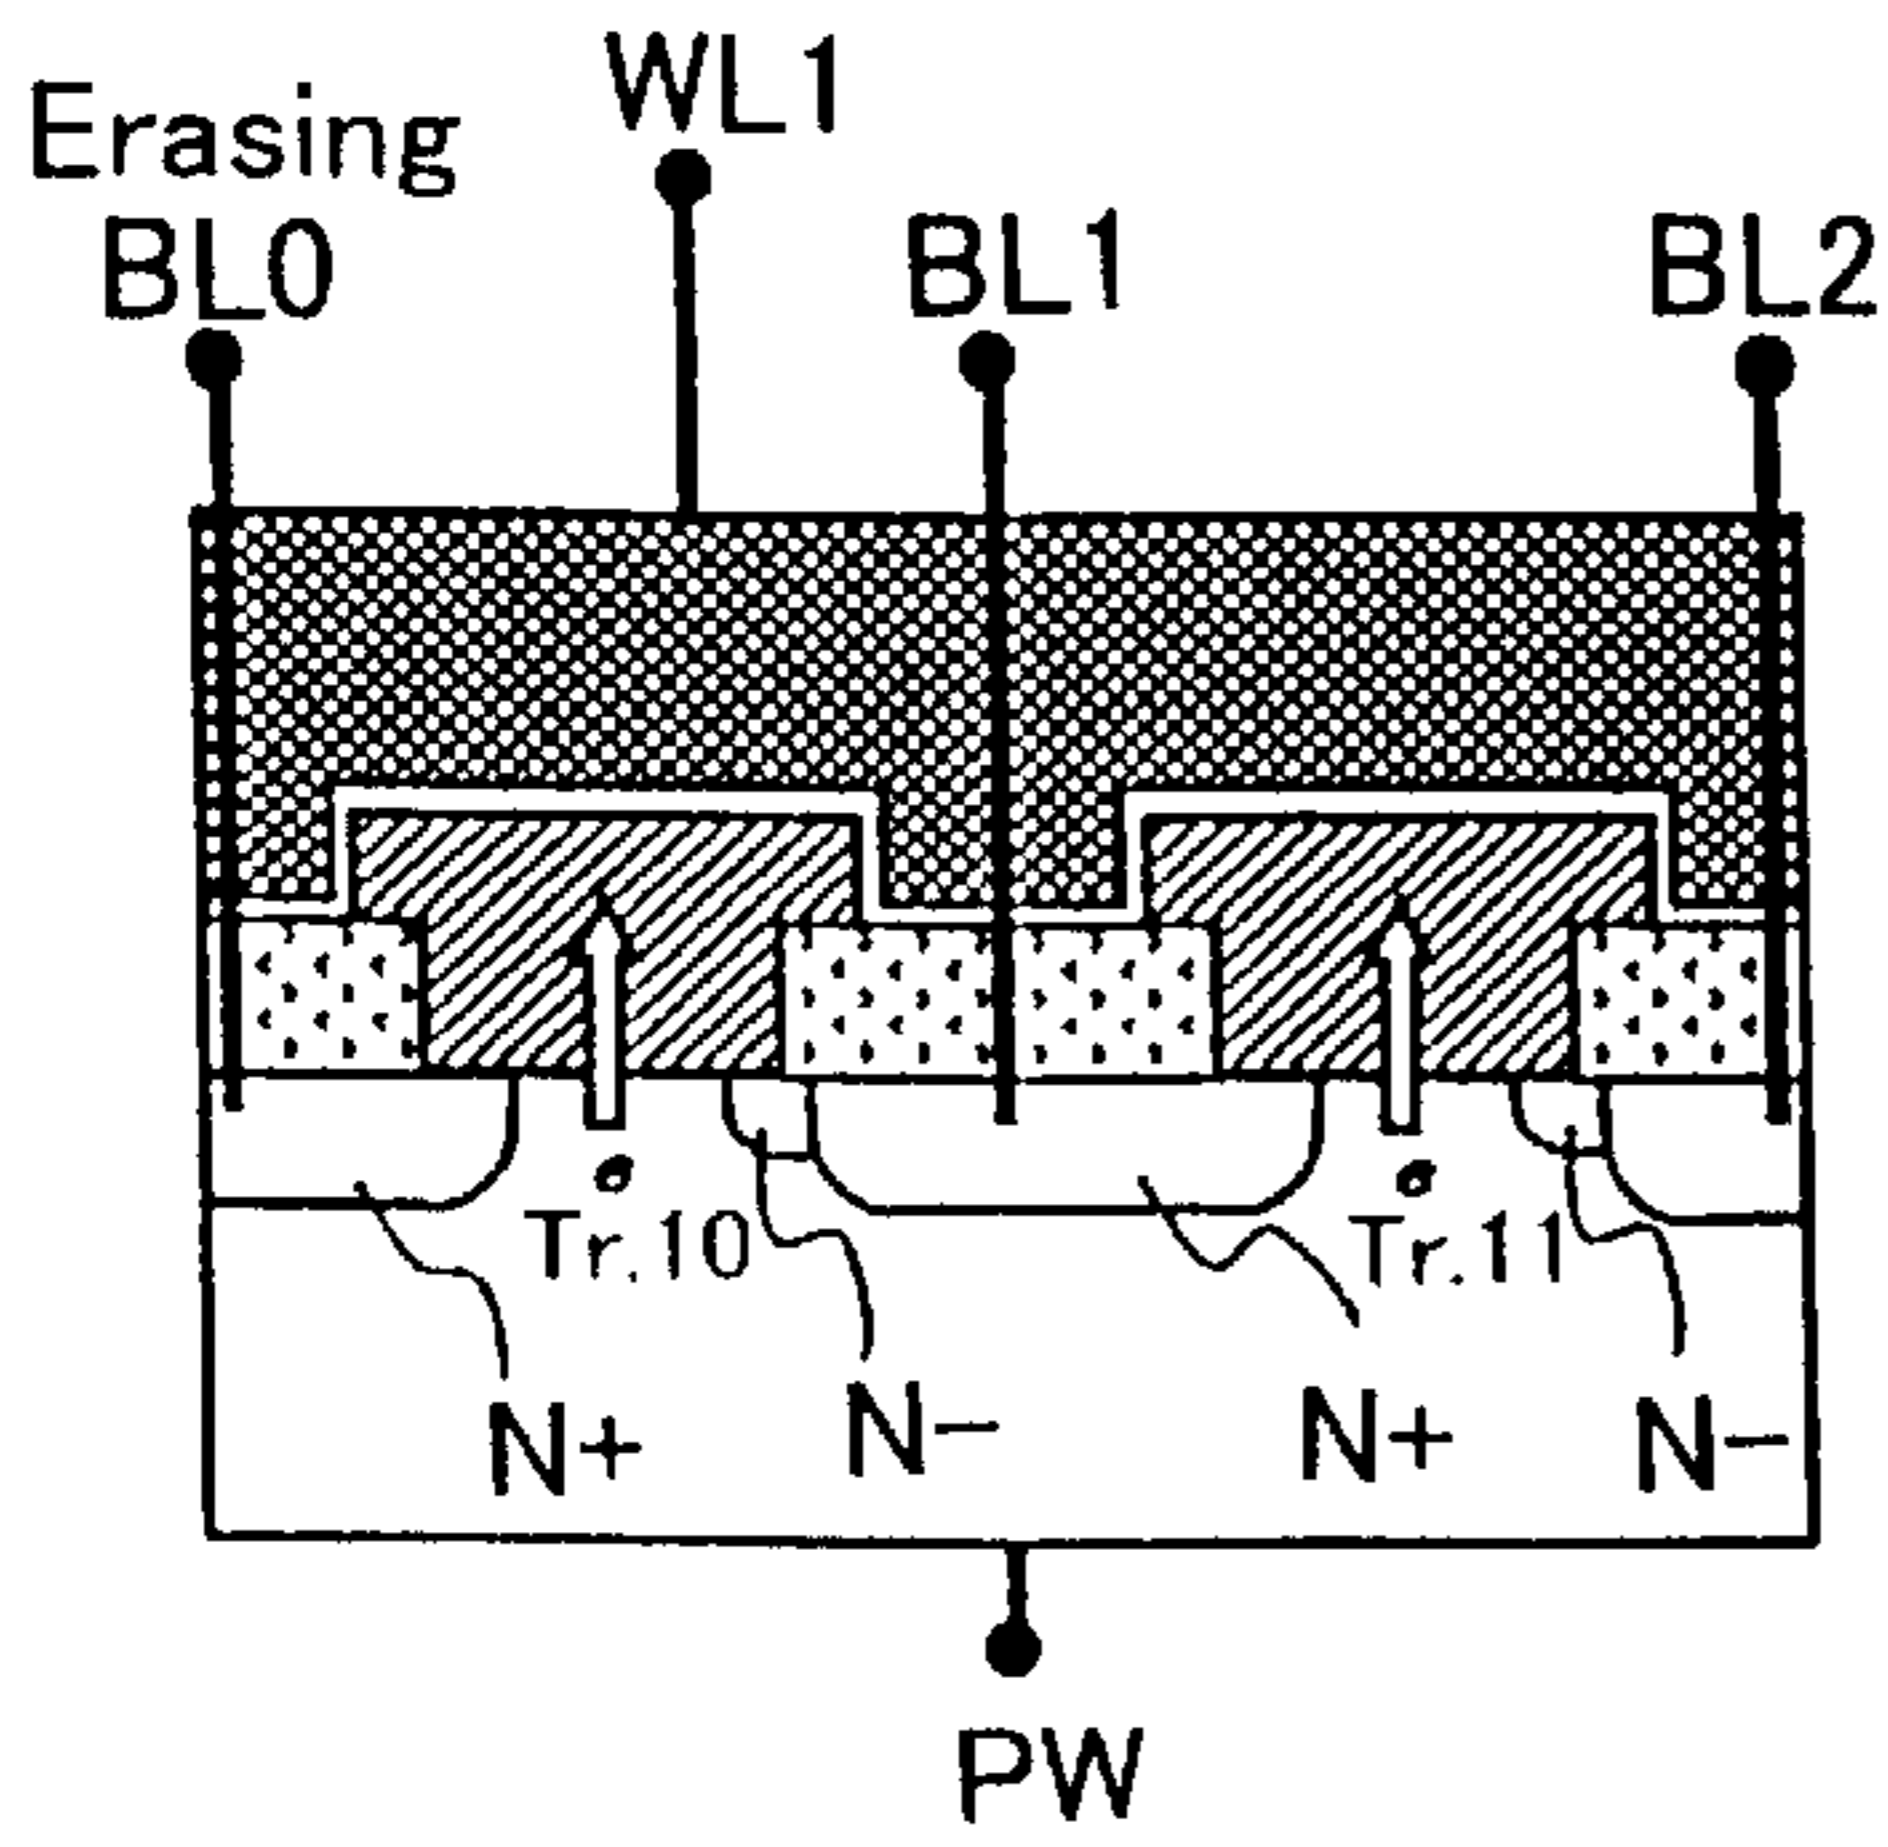 Erasing
WL1
BL0
BL1
BL2
Tr.10
Tr.11
N+
N−
N+
N−
PW